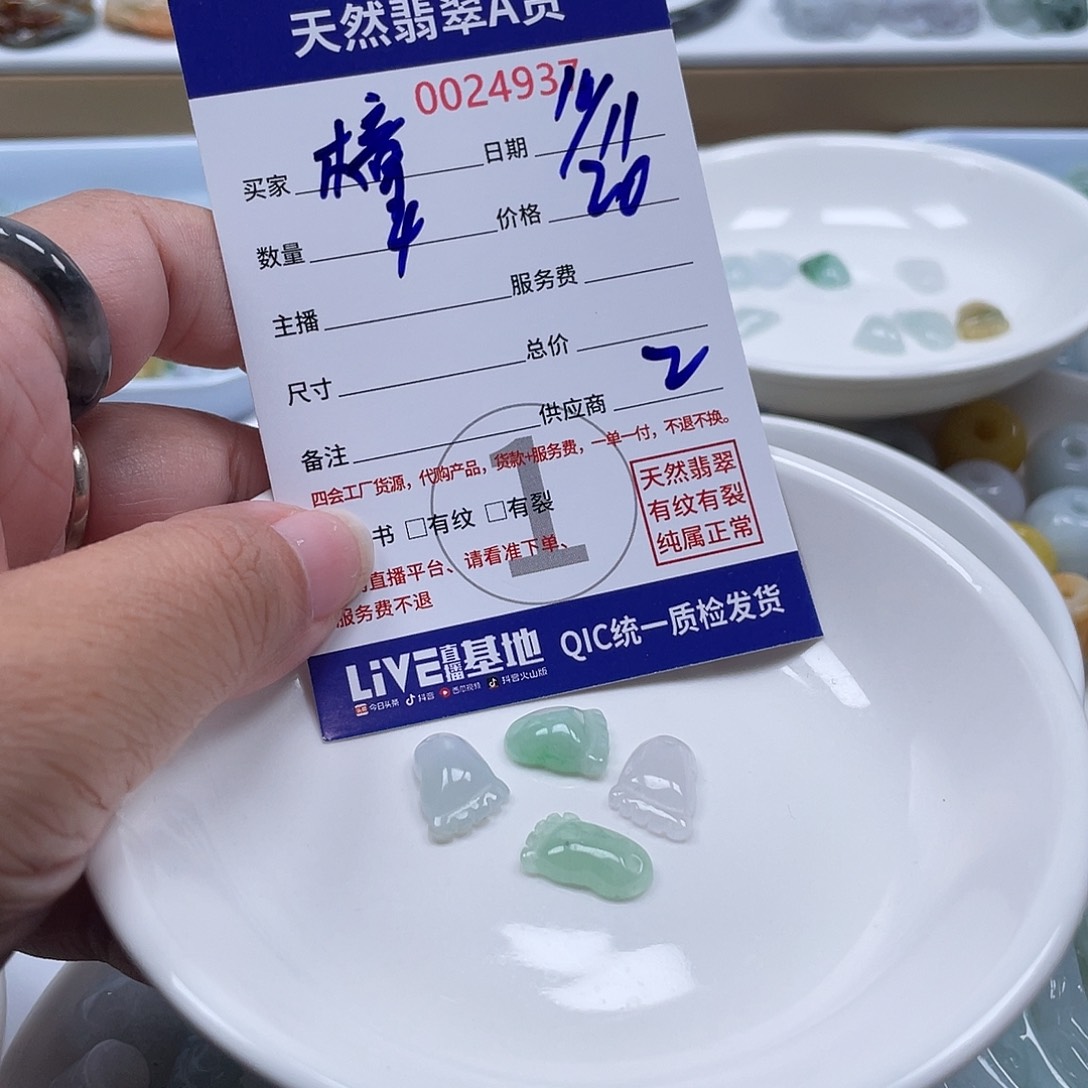 天然翡翠A货
0024937
买家 樟 日期 14/11
数量 4 价格 20
主播 服务费
尺寸 总价
备注 供应商 2
四会工厂货源，代购产品，货款+服务费，一单一付，不退不换。
书 □有纹 □有裂
直播平台、请看准下单、
服务费不退
1
天然翡翠
有纹有裂
纯属正常
LiVE直播基地 QIC统一质检发货
今日头条 抖音 西瓜视频 抖音火山版